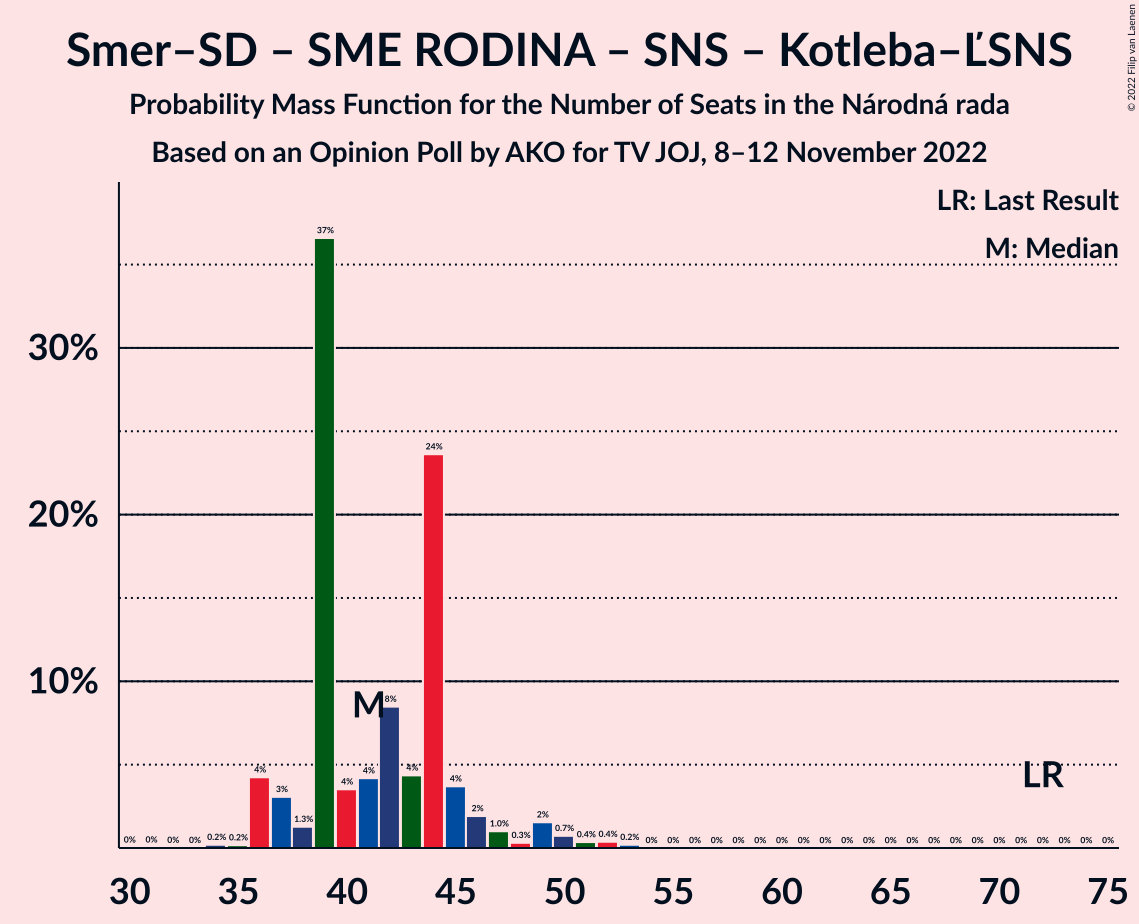 Smer–SD – SME RODINA – SNS – Kotleba–ĽSNS
Probability Mass Function for the Number of Seats in the Národná rada
Based on an Opinion Poll by AKO for TV JOJ, 8–12 November 2022
© 2022 Filip van Laenen
LR: Last Result
M: Median
30%
20%
10%
0% 0% 0% 0% 0.2% 0.2% 4% 3% 1.3% 37% 4% 4% 8% 4% 24% 4% 2% 1.0% 0.3% 2% 0.7% 0.4% 0.4% 0.2% 0% 0% 0% 0% 0% 0% 0% 0% 0% 0% 0% 0% 0% 0% 0% 0% 0% 0% 0% 0% 0% 0%
M
LR
30 35 40 45 50 55 60 65 70 75